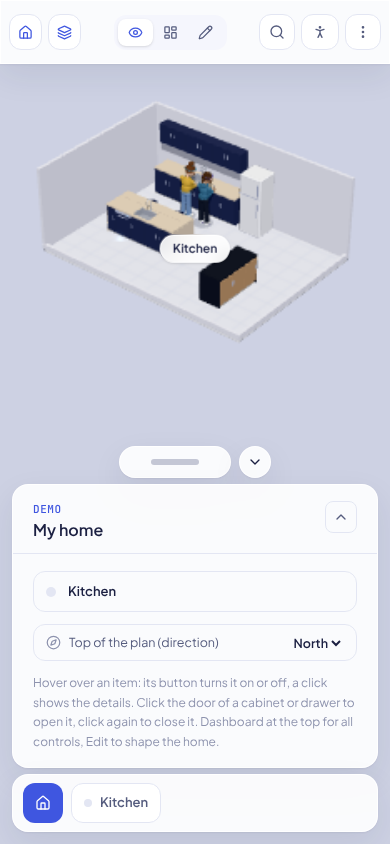 Kitchen
DEMO
My home
Kitchen
Top of the plan (direction)
North
Hover over an item: its button turns it on or off, a click
shows the details. Click the door of a cabinet or drawer to
open it, click again to close it. Dashboard at the top for all
controls, Edit to shape the home.
Kitchen